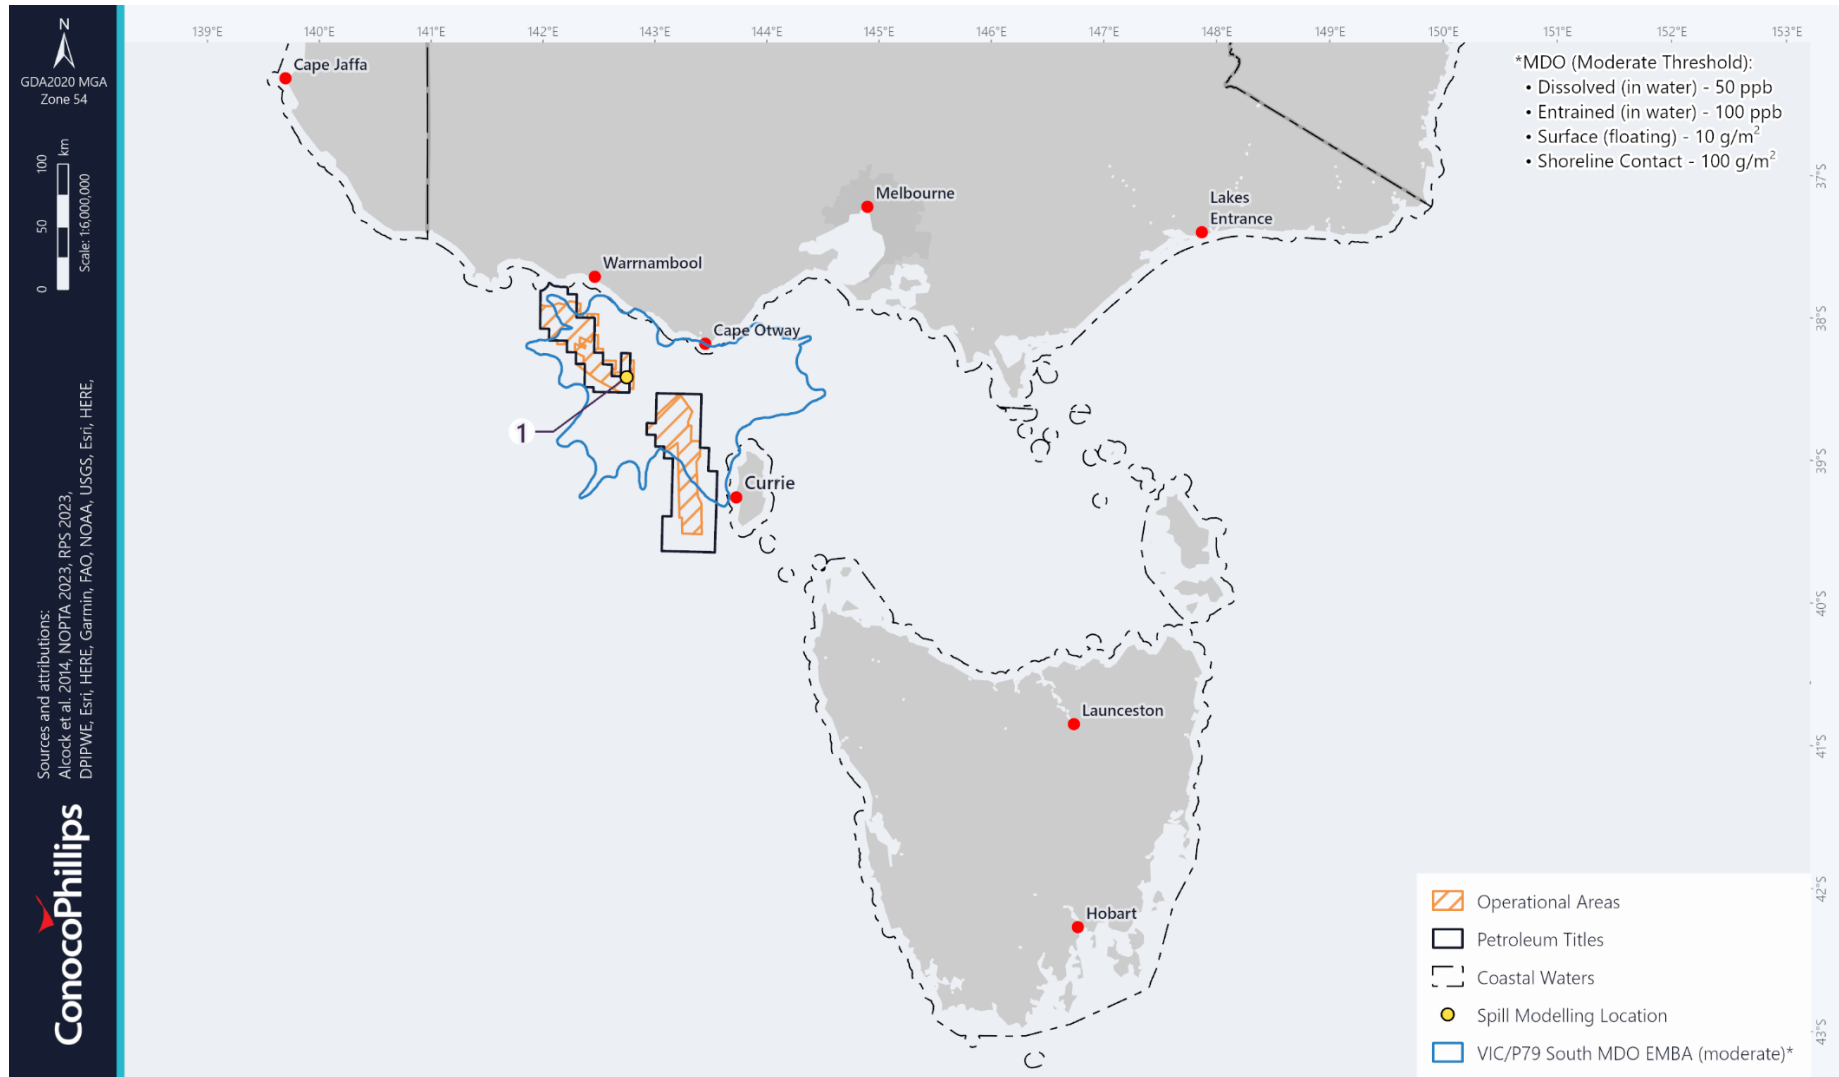 N
GDA2020 MGA
Zone 54
0 50 100 km
Scale: 1:6,000,000
Sources and attributions:
Alcock et al. 2014, NOPTA 2023, RPS 2023,
DPIPWE, Esri, HERE, Garmin, FAO, NOAA, USGS, Esri, HERE,
ConocoPhillips
139°E 140°E 141°E 142°E 143°E 144°E 145°E 146°E 147°E 148°E 149°E 150°E 151°E 152°E 153°E
*MDO (Moderate Threshold):
• Dissolved (in water) - 50 ppb
• Entrained (in water) - 100 ppb
• Surface (floating) - 10 g/m²
• Shoreline Contact - 100 g/m²
Cape Jaffa
Melbourne
Lakes
Entrance
Warrnambool
Cape Otway
1
Currie
Launceston
Hobart
37°S
38°S
39°S
40°S
41°S
42°S
43°S
Operational Areas
Petroleum Titles
Coastal Waters
Spill Modelling Location
VIC/P79 South MDO EMBA (moderate)*